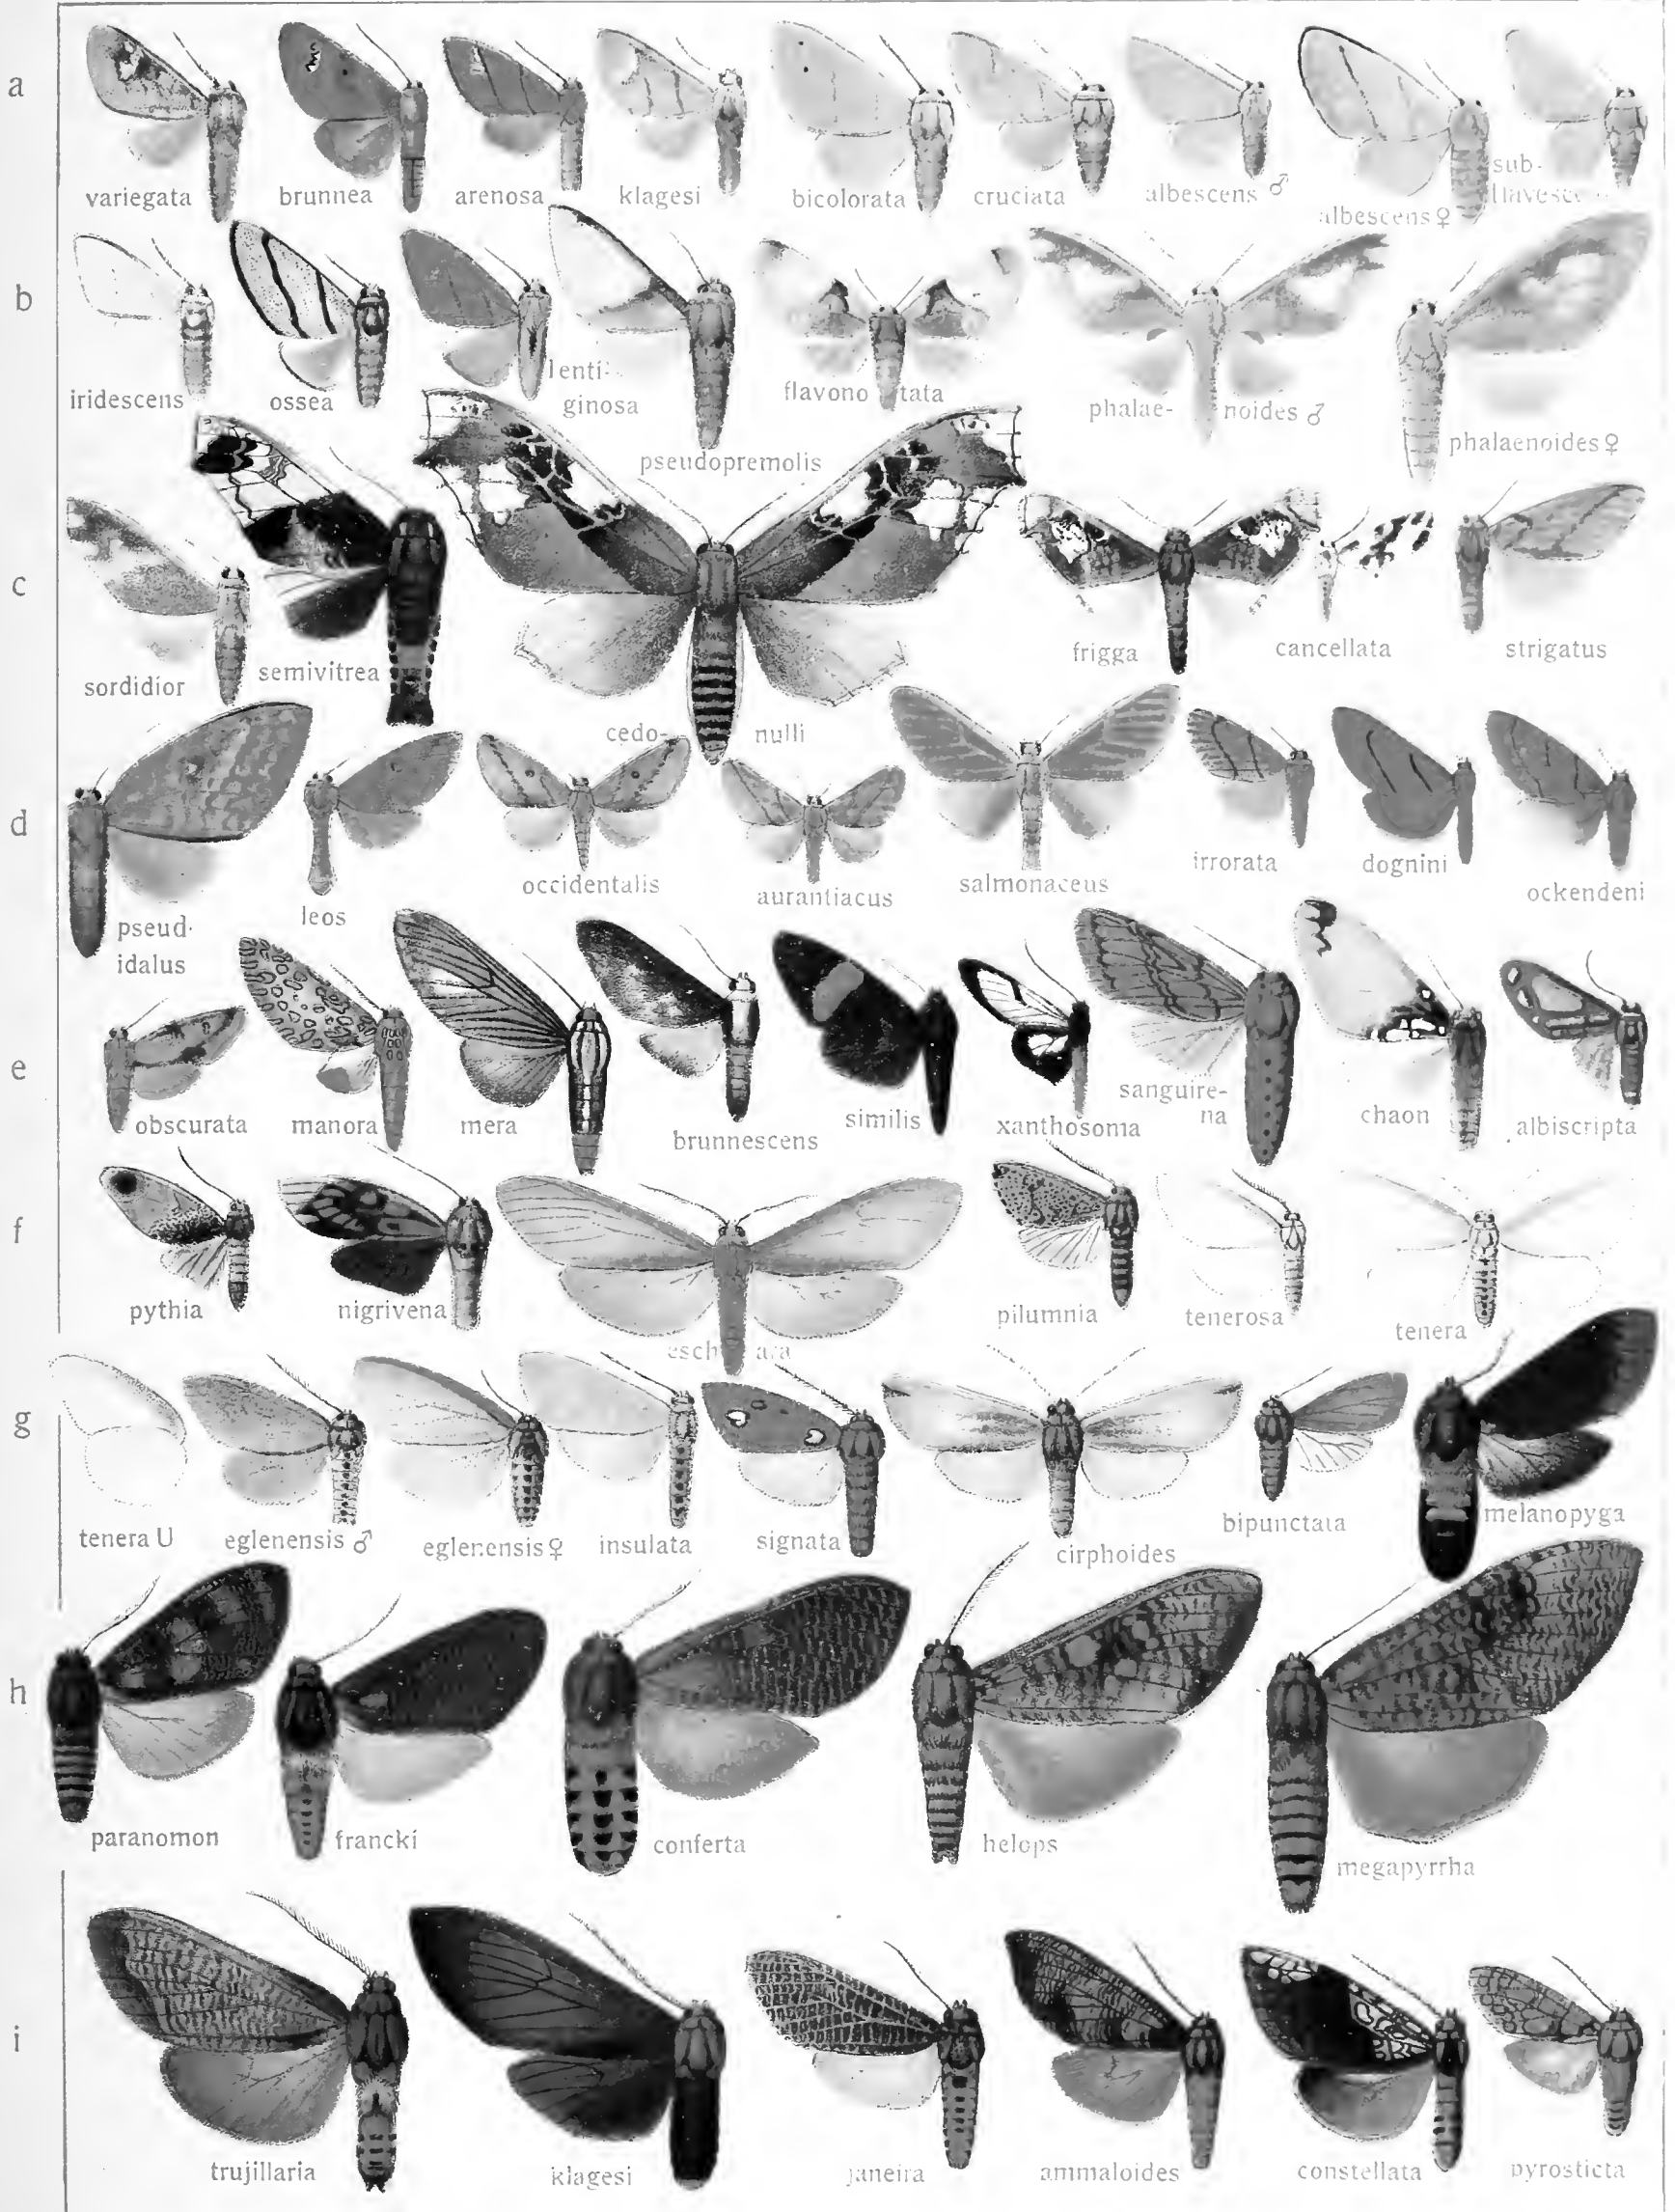 a
variegata
brunnea
arenosa
klagesi
bicolorata
cruciata
albescens ♂
albescens ♀
sub-
b
iridescens
ossea
lenti-
ginosa
pseudopremolis
flavono tata
phalae- noides ♂
phalaenoides ♀
c
sordidior
semivitrea
cedo- nulli
frigga
cancellata
strigatus
d
pseud-
idalus
leos
occidentalis
aurantiacus
salmonaceus
irrorata
dognini
ockendeni
e
obscurata
manora
mera
brunnescens
similis
xanthosoma
sanguire-
na
chaon
albiscripta
f
pythia
nigrivena
pilumnia
tenerosa
tenera
g
tenera U
eglenensis ♂
eglenensis ♀
insulata
signata
cirphoides
bipunctata
melanopyga
h
paranomon
francki
conferta
helops
megapyrrha
i
trujillaria
klagesi
janeira
ammaloides
constellata
pyrosticta